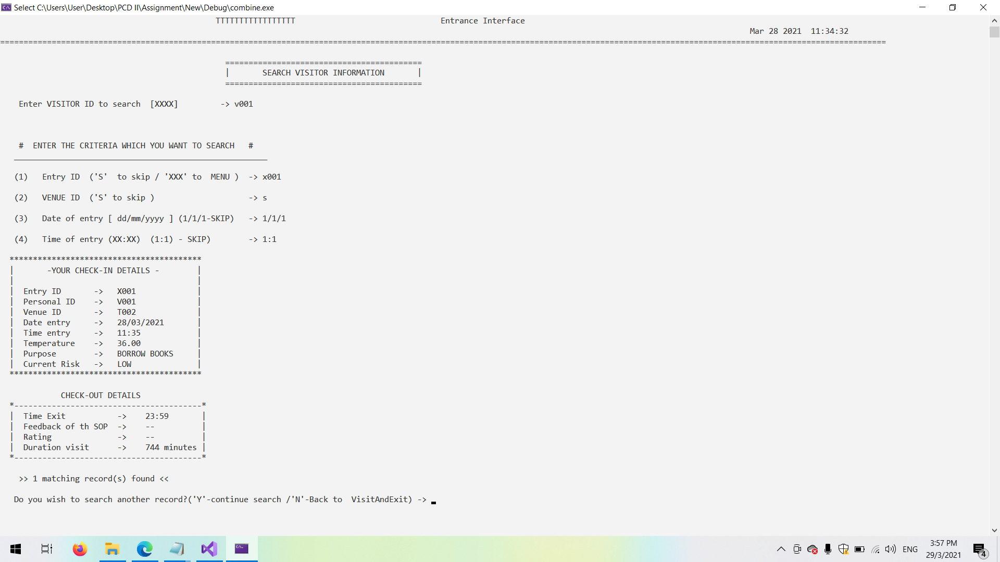 Select C:\Users\User\Desktop\PCD II\Assignment\New\Debug\combine.exe
TTTTTTTTTTTTTTTTT Entrance Interface
Mar 28 2021 11:34:32
=============================================================================================================================================================================================
==========================================
| SEARCH VISITOR INFORMATION |
==========================================
Enter VISITOR ID to search [XXXX] -> v001
# ENTER THE CRITERIA WHICH YOU WANT TO SEARCH #
______________________________________________________
(1) Entry ID ('S' to skip / 'XXX' to MENU ) -> x001
(2) VENUE ID ('S' to skip ) -> s
(3) Date of entry [ dd/mm/yyyy ] (1/1/1-SKIP) -> 1/1/1
(4) Time of entry (XX:XX) (1:1) - SKIP) -> 1:1
*****************************************
| -YOUR CHECK-IN DETAILS - |
| |
| Entry ID -> X001 |
| Personal ID -> V001 |
| Venue ID -> T002 |
| Date entry -> 28/03/2021 |
| Time entry -> 11:35 |
| Temperature -> 36.00 |
| Purpose -> BORROW BOOKS |
| Current Risk -> LOW |
*****************************************
CHECK-OUT DETAILS
*----------------------------------------*
| Time Exit -> 23:59 |
| Feedback of th SOP -> -- |
| Rating -> -- |
| Duration visit -> 744 minutes |
*----------------------------------------*
>> 1 matching record(s) found <<
Do you wish to search another record?('Y'-continue search /'N'-Back to VisitAndExit) ->
ENG
3:57 PM
29/3/2021
4